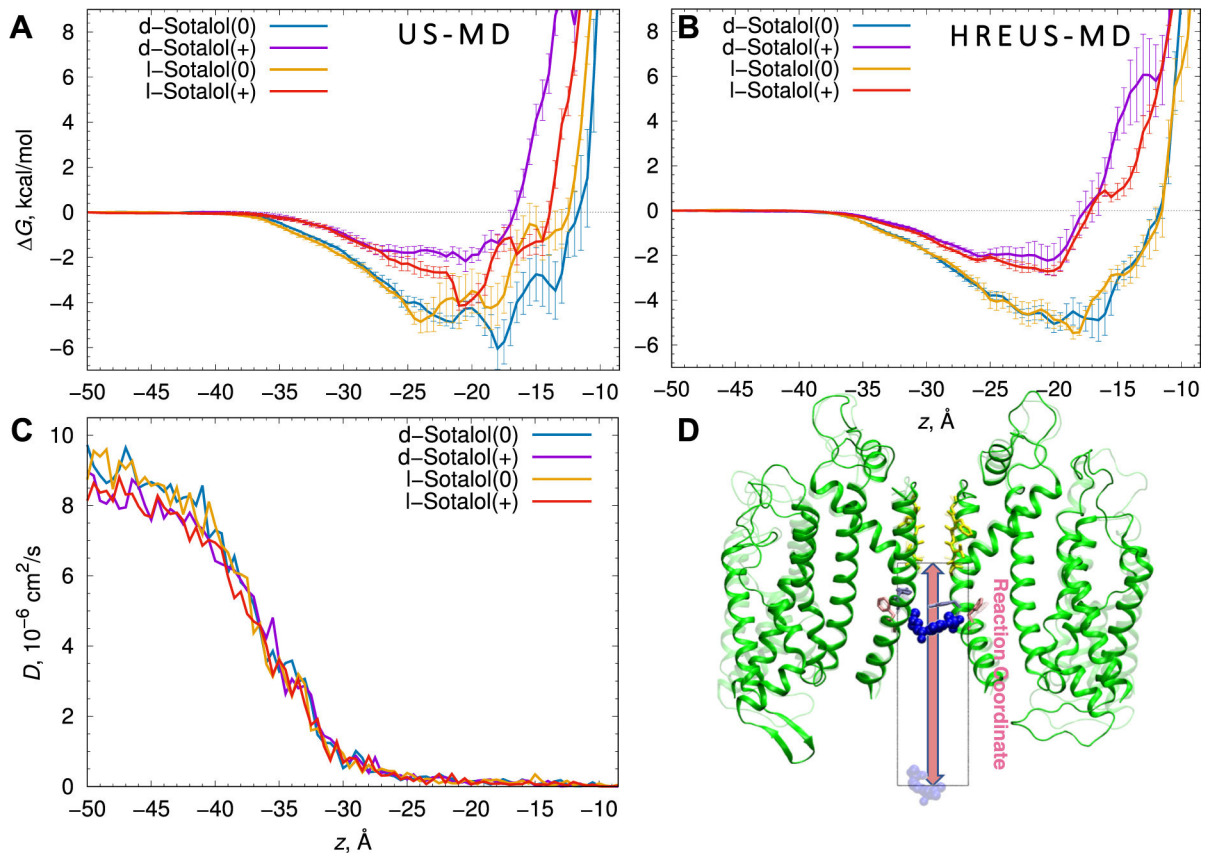 A
US-MD
d−Sotalol(0)
d−Sotalol(+)
l−Sotalol(0)
l−Sotalol(+)
8
6
4
2
0
−2
−4
−6
ΔG, kcal/mol
−50 −45 −40 −35 −30 −25 −20 −15 −10
B
HREUS-MD
d−Sotalol(0)
d−Sotalol(+)
l−Sotalol(0)
l−Sotalol(+)
8
6
4
2
0
−2
−4
−6
−50 −45 −40 −35 −30 −25 −20 −15 −10
z, Å
C
d−Sotalol(0)
d−Sotalol(+)
l−Sotalol(0)
l−Sotalol(+)
10
8
6
4
2
0
D, 10⁻⁶ cm²/s
−50 −45 −40 −35 −30 −25 −20 −15 −10
z, Å
D
Reaction Coordinate